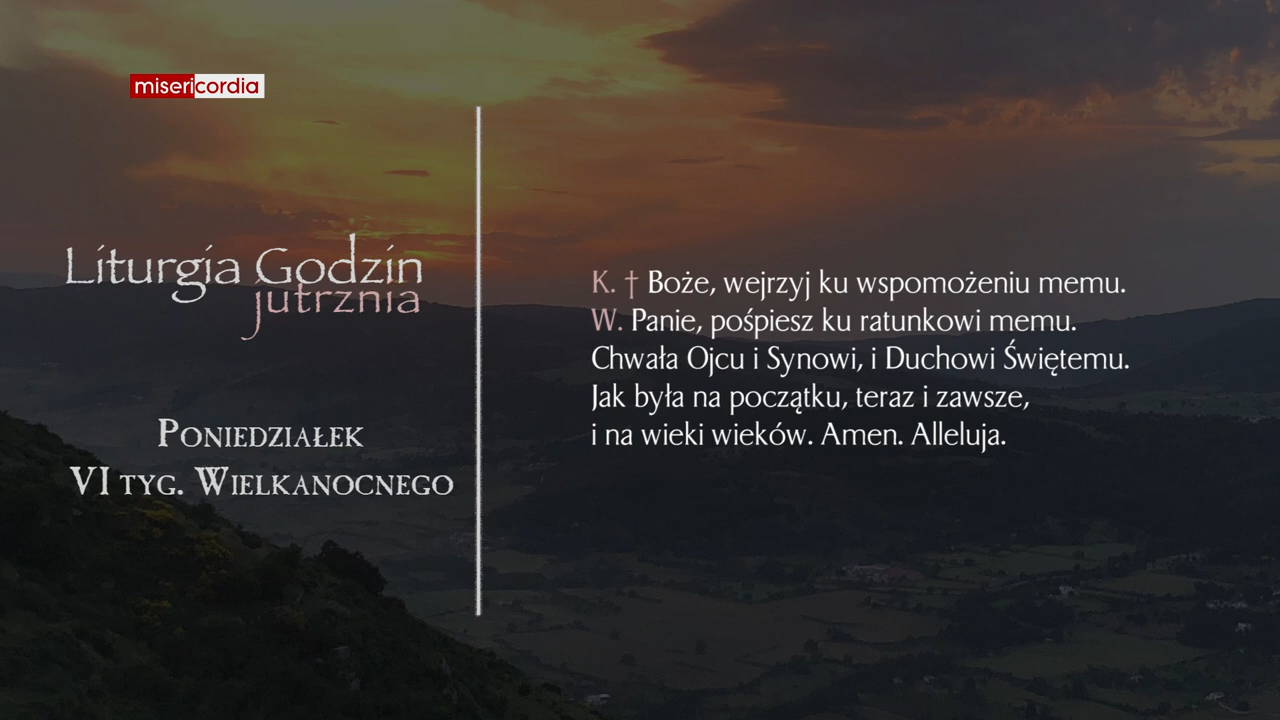 misericordia
Liturgia Godzin
jutrznia
Poniedziałek
VI tyg. Wielkanocnego
K. † Boże, wejrzyj ku wspomożeniu memu.
W. Panie, pośpiesz ku ratunkowi memu.
Chwała Ojcu i Synowi, i Duchowi Świętemu.
Jak była na początku, teraz i zawsze,
i na wieki wieków. Amen. Alleluja.